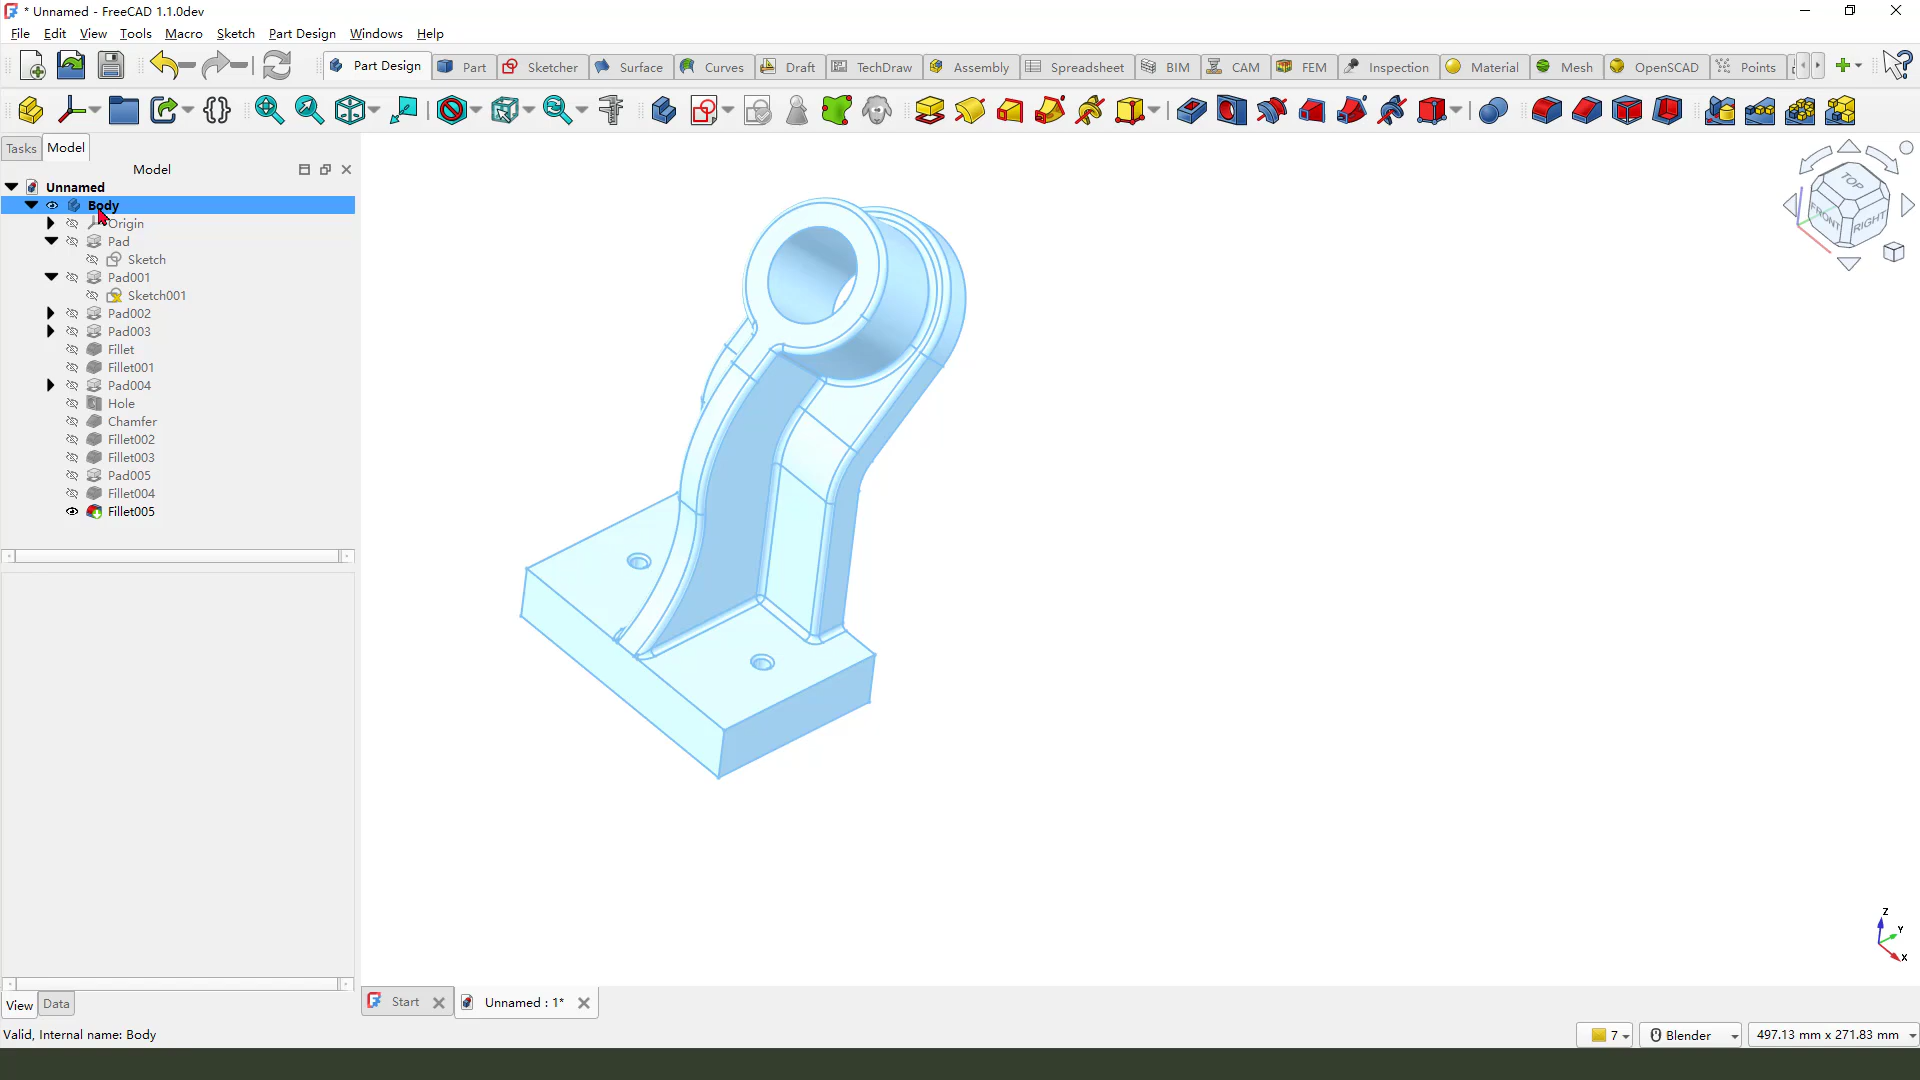 * Unnamed - FreeCAD 1.1.0dev
File Edit View Tools Macro Sketch Part Design Windows Help
Part Design Part Sketcher Surface Curves Draft TechDraw Assembly Spreadsheet BIM CAM FEM Inspection Material Mesh OpenSCAD Points
Tasks Model
Model
Unnamed
Body
Origin
Pad
Sketch
Pad001
Sketch001
Pad002
Pad003
Fillet
Fillet001
Pad004
Hole
Chamfer
Fillet002
Fillet003
Pad005
Fillet004
Fillet005
TOP
FRONT RIGHT
Z
Y
X
View Data
Start Unnamed : 1*
Valid, Internal name: Body
7 Blender 497.13 mm x 271.83 mm